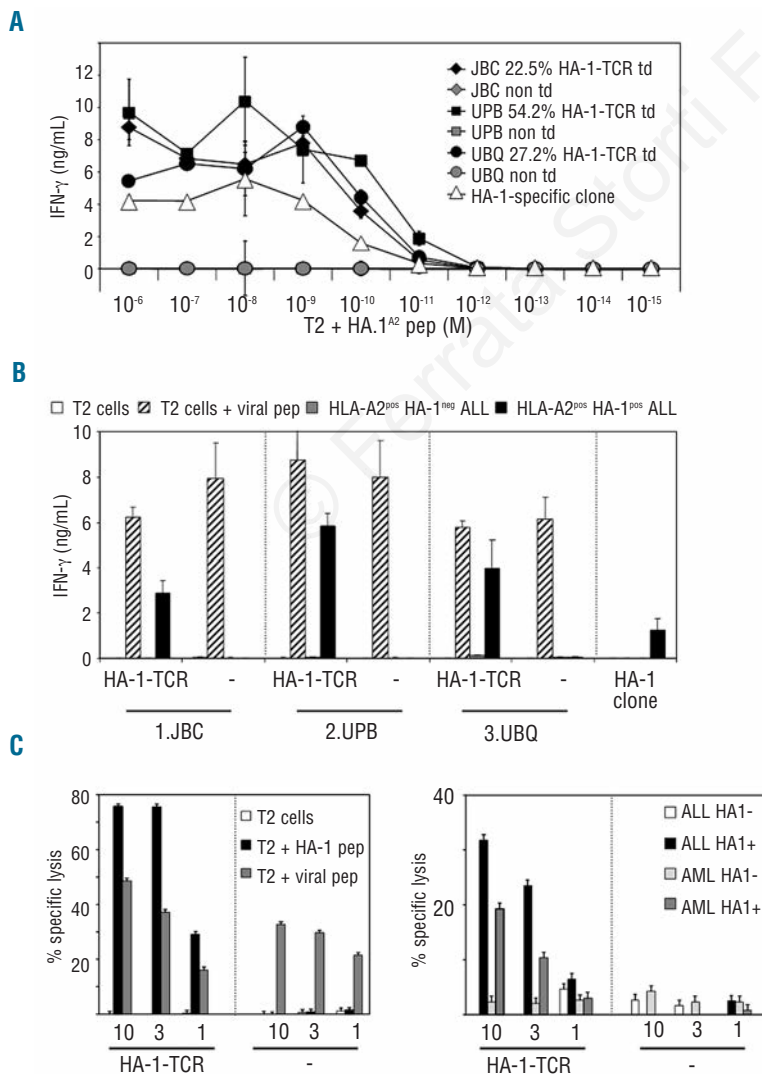 A
12
10
8
6
4
2
0
IFN-γ (ng/mL)
JBC 22.5% HA-1-TCR td
JBC non td
UPB 54.2% HA-1-TCR td
UPB non td
UBQ 27.2% HA-1-TCR td
UBQ non td
HA-1-specific clone
10⁻⁶ 10⁻⁷ 10⁻⁸ 10⁻⁹ 10⁻¹⁰ 10⁻¹¹ 10⁻¹² 10⁻¹³ 10⁻¹⁴ 10⁻¹⁵
T2 + HA.1ᴬ² pep (M)
© Ferrata Storti F
B
T2 cells T2 cells + viral pep HLA-A2ᵖᵒˢ HA-1ⁿᵉᵍ ALL HLA-A2ᵖᵒˢ HA-1ᵖᵒˢ ALL
10
8
6
4
2
0
IFN-γ (ng/mL)
HA-1-TCR - HA-1-TCR - HA-1-TCR - HA-1 clone
1.JBC 2.UPB 3.UBQ
C
80
60
40
20
% specific lysis
T2 cells
T2 + HA-1 pep
T2 + viral pep
10 3 1 10 3 1
HA-1-TCR -
40
20
% specific lysis
ALL HA1-
ALL HA1+
AML HA1-
AML HA1+
10 3 1 10 3 1
HA-1-TCR -